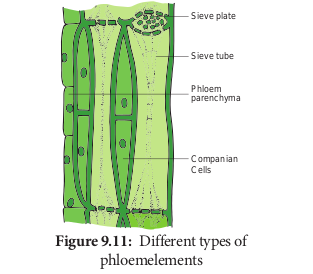 Sieve plate
Sieve tube
Phloem
parenchyma
Companian
Cells
Figure 9.11: Different types of
phloemelements